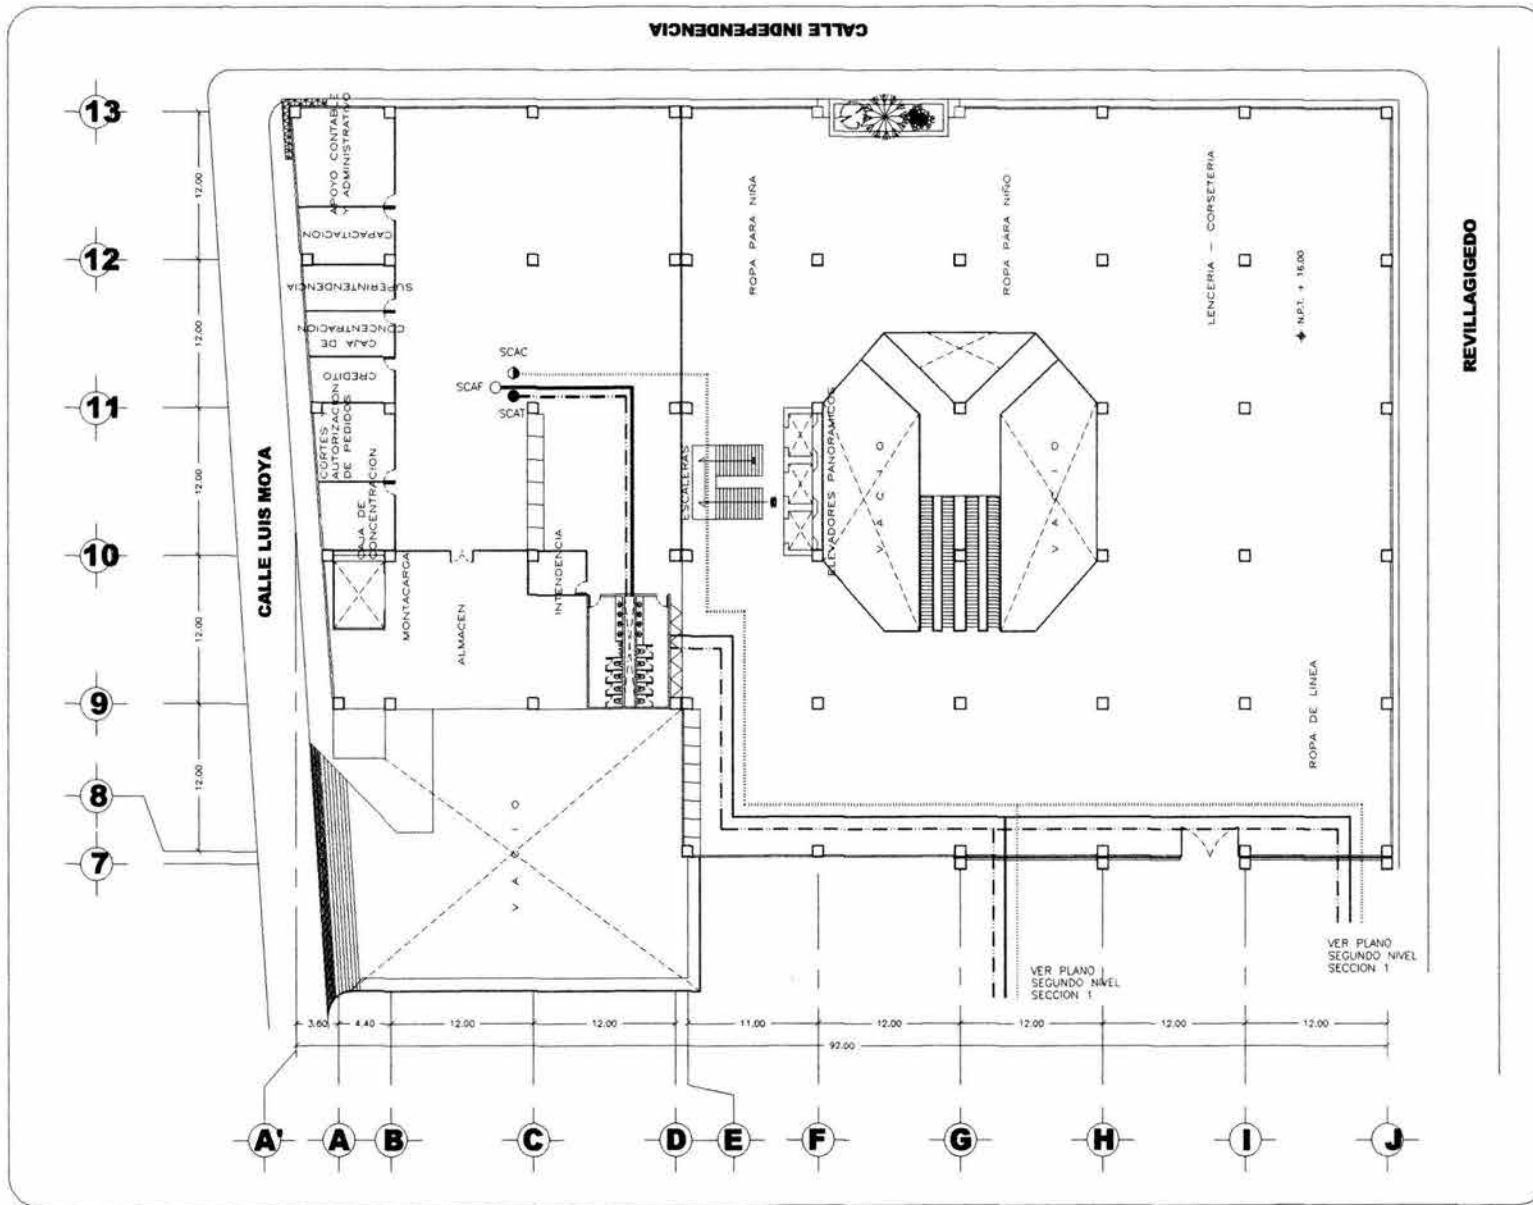 CALLE INDEPENDENCIA
13
12
11
10
9
8
7
12.00
12.00
12.00
12.00
12.00
CALLE LUIS MOYA
REVILLAGIGEDO
APOYO CONTABLE
Y ADMINISTRATIVO
CAPACITACION
SUPERINTENDENCIA
CAJA DE
CONCENTRACION
CREDITO
CORTES Y
AUTORIZACION
DE PEDIDOS
CAJA DE
CONCENTRACION
MONTACARGA
ALMACEN
INTENDENCIA
SCAC
SCAF
SCAT
ESCALERAS
ELEVADORES PANORAMICOS
ROPA PARA NIÑA
ROPA PARA NIÑO
LENCERIA - CORSETERIA
N.P.T. + 16.00
VACIO
VACIO
VACIO
ROPA DE LINEA
VER PLANO
SEGUNDO NIVEL
SECCION 1
VER PLANO
SEGUNDO NIVEL
SECCION 1
3.60
4.40
12.00
12.00
11.00
12.00
12.00
12.00
12.00
92.00
A'
A
B
C
D
E
F
G
H
I
J